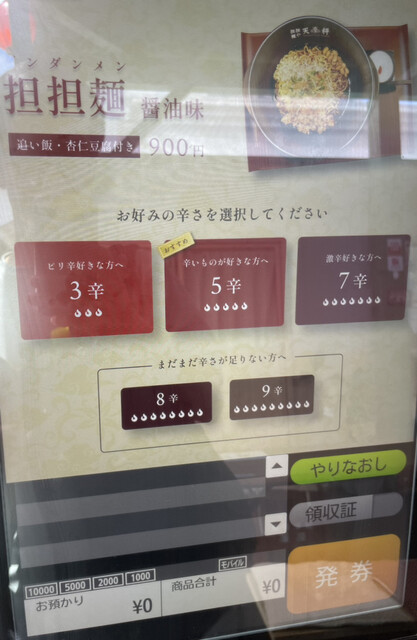 ンダンメン
担担麺 醤油味
追い飯・杏仁豆腐付き 900円
お好みの辛さを選択してください
おすすめ
ピリ辛好きな方へ
3辛
辛いものが好きな方へ
5辛
激辛好きな方へ
7辛
まだまだ辛さが足りない方へ
8辛
9辛
やりなおし
領収証
発券
10000 5000 2000 1000
お預かり ¥0
モバイル
商品合計 ¥0